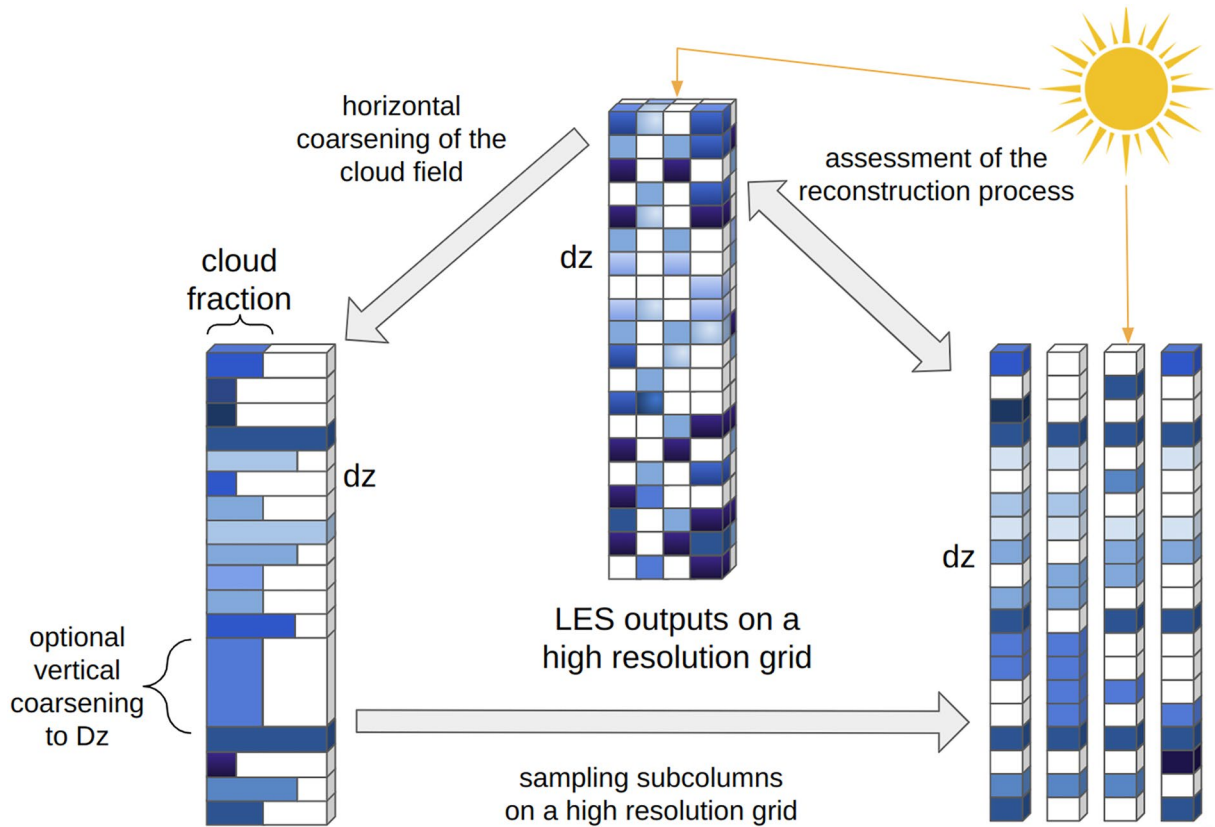 horizontal
coarsening of the
cloud field
assessment of the
reconstruction process
dz
cloud
fraction
dz
dz
LES outputs on a
high resolution grid
optional
vertical
coarsening
to Dz
sampling subcolumns
on a high resolution grid